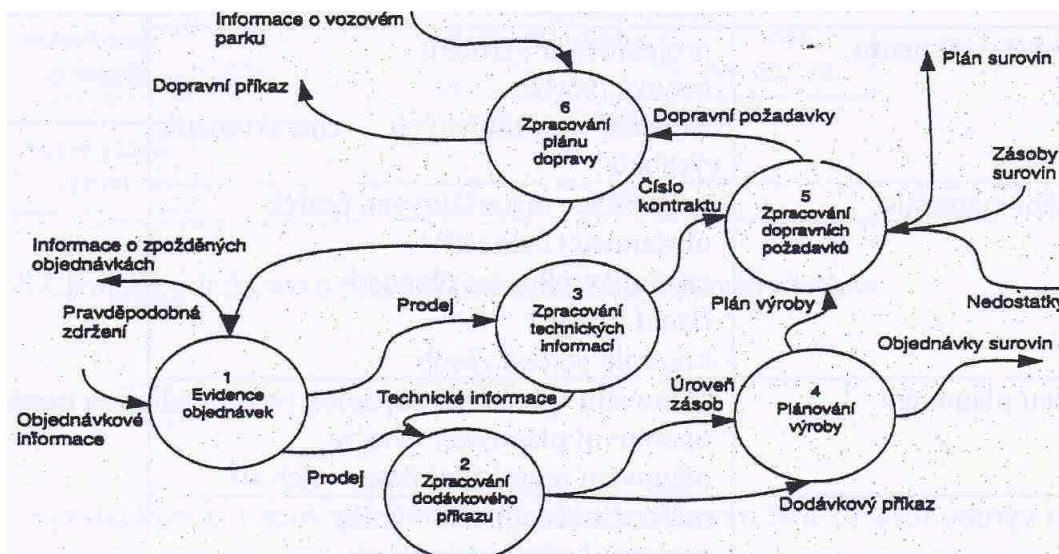 Informace o vozovém
parku
Dopravní příkaz
6
Zpracování
plánu
dopravy
Dopravní požadavky
Plán surovin
Zásoby
surovin
Číslo
kontraktu
5
Zpracování
dopravních
požadavků
Informace o zpožděných
objednávkách
Pravděpodobná
zdržení
Prodej
3
Zpracování
technických
informací
Plán výroby
Nedostatky
Objednávky surovin
1
Evidence
objednávek
Objednávkové
informace
Technické informace
Úroveň
zásob
4
Plánování
výroby
Prodej
2
Zpracování
dodávkového
příkazu
Dodávkový příkaz